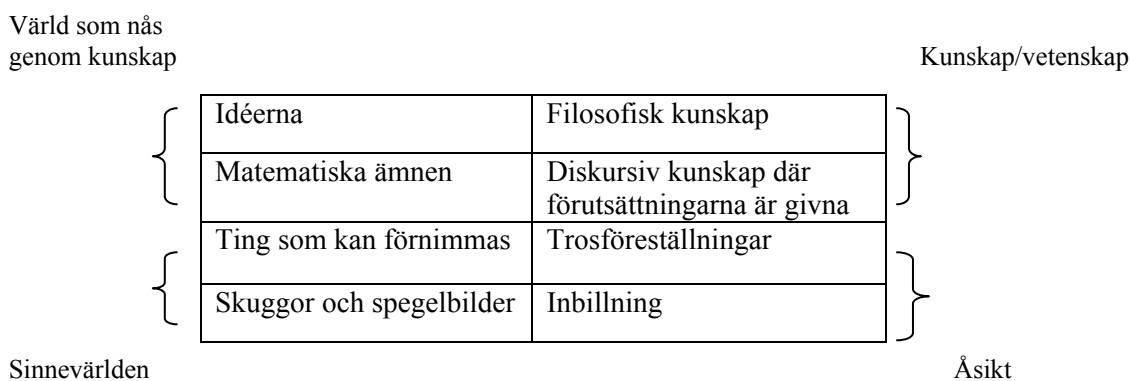 Värld som nås
genom kunskap
Kunskap/vetenskap
Idéerna
Filosofisk kunskap
Matematiska ämnen
Diskursiv kunskap där
förutsättningarna är givna
Ting som kan förnimmas
Trosföreställningar
Skuggor och spegelbilder
Inbillning
Sinnevärlden
Åsikt